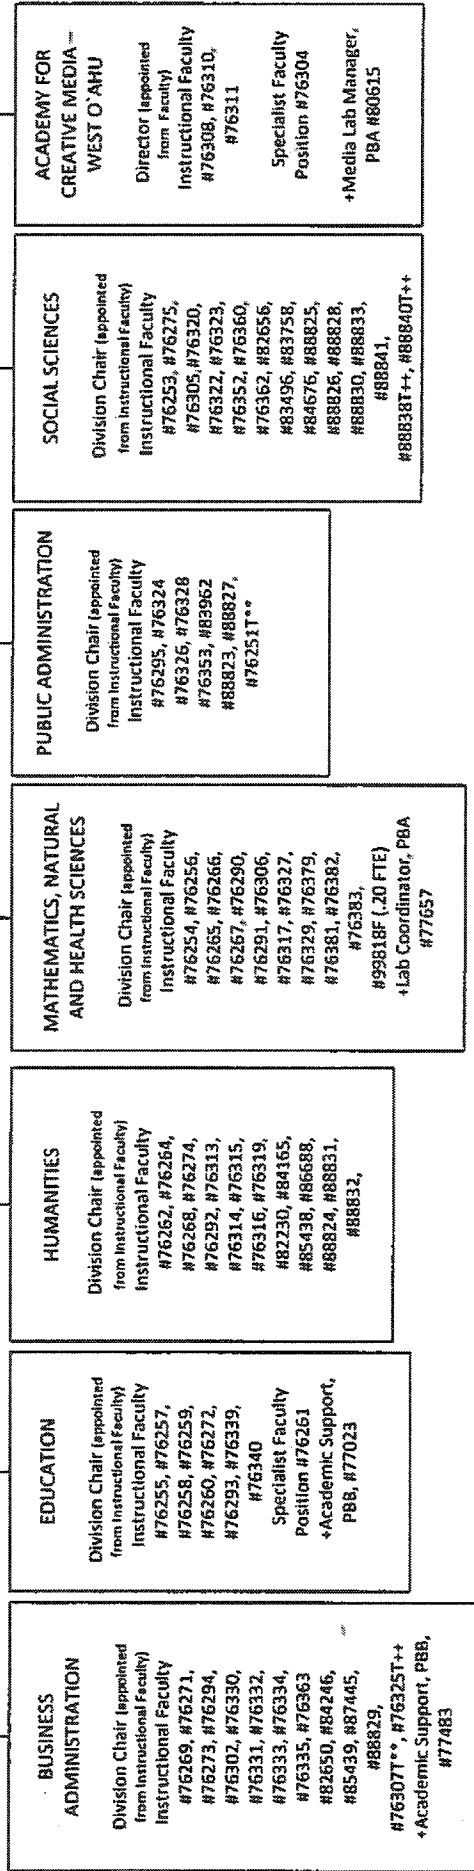 BUSINESS
ADMINISTRATION
Division Chair (appointed
from Instructional Faculty)
Instructional Faculty
#76269, #76271,
#76273, #76294,
#76302, #76330,
#76331, #76332,
#76333, #76334,
#76335, #76363
#82650, #84246,
#85439, #87445,
#88829,
#76307T**, #76325T++
+Academic Support, PBB,
#77483
EDUCATION
Division Chair (appointed
from Instructional Faculty)
Instructional Faculty
#76255, #76257,
#76258, #76259,
#76260, #76272,
#76293, #76339,
#76340
Specialist Faculty
Position #76261
+Academic Support,
PBB, #77023
HUMANITIES
Division Chair (appointed
from Instructional Faculty)
Instructional Faculty
#76262, #76264,
#76268, #76274,
#76292, #76313,
#76314, #76315,
#76316, #76319,
#82230, #84165,
#85438, #86688,
#88824, #88831,
#88832,
MATHEMATICS, NATURAL
AND HEALTH SCIENCES
Division Chair (appointed
from Instructional Faculty)
Instructional Faculty
#76254, #76256,
#76265, #76266,
#76267, #76290,
#76291, #76306,
#76317, #76327,
#76329, #76379,
#76381, #76382,
#76383,
#99818F (.20 FTE)
+Lab Coordinator, PBA
#77657
PUBLIC ADMINISTRATION
Division Chair (appointed
from Instructional Faculty)
Instructional Faculty
#76295, #76324
#76326, #76328
#76353, #83962
#88823, #88827,
#76251T**
SOCIAL SCIENCES
Division Chair (appointed
from Instructional Faculty)
Instructional Faculty
#76253, #76275,
#76305,#76320,
#76322, #76323,
#76352, #76360,
#76362, #82656,
#83496, #83758,
#84676, #88825,
#88826, #88828,
#88830, #88833,
#88841,
#88838T++, #88840T++
ACADEMY FOR
CREATIVE MEDIA –
WEST O`AHU
Director (appointed
from Faculty)
Instructional Faculty
#76308, #76310,
#76311
Specialist Faculty
Position #76304
+Media Lab Manager,
PBA #80615